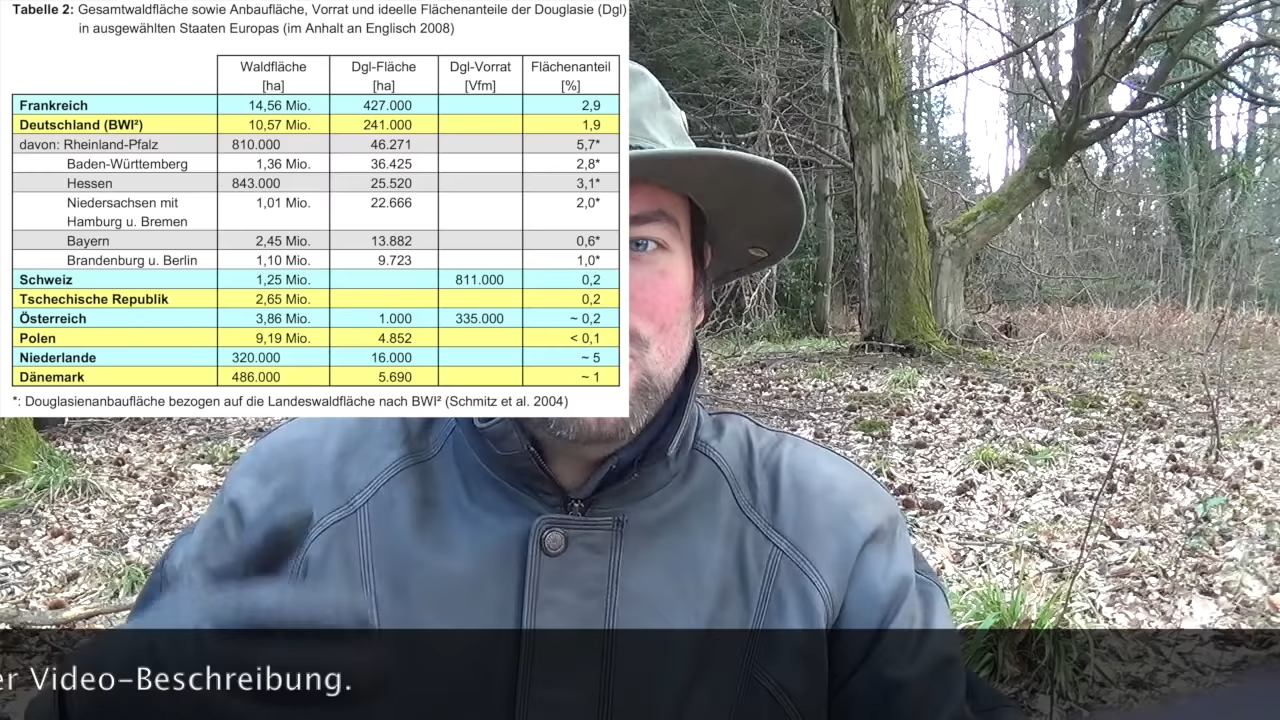 Tabelle 2: Gesamtwaldfläche sowie Anbaufläche, Vorrat und ideelle Flächenanteile der Douglasie (Dgl)
in ausgewählten Staaten Europas (im Anhalt an Englisch 2008)
Waldfläche Dgl-Fläche Dgl-Vorrat Flächenanteil
[ha] [ha] [Vfm] [%]
Frankreich 14,56 Mio. 427.000 2,9
Deutschland (BWI²) 10,57 Mio. 241.000 1,9
davon: Rheinland-Pfalz 810.000 46.271 5,7*
Baden-Württemberg 1,36 Mio. 36.425 2,8*
Hessen 843.000 25.520 3,1*
Niedersachsen mit 1,01 Mio. 22.666 2,0*
Hamburg u. Bremen
Bayern 2,45 Mio. 13.882 0,6*
Brandenburg u. Berlin 1,10 Mio. 9.723 1,0*
Schweiz 1,25 Mio. 811.000 0,2
Tschechische Republik 2,65 Mio. 0,2
Österreich 3,86 Mio. 1.000 335.000 ~ 0,2
Polen 9,19 Mio. 4.852 < 0,1
Niederlande 320.000 16.000 ~ 5
Dänemark 486.000 5.690 ~ 1
*: Douglasienanbaufläche bezogen auf die Landeswaldfläche nach BWI² (Schmitz et al. 2004)
er Video-Beschreibung.